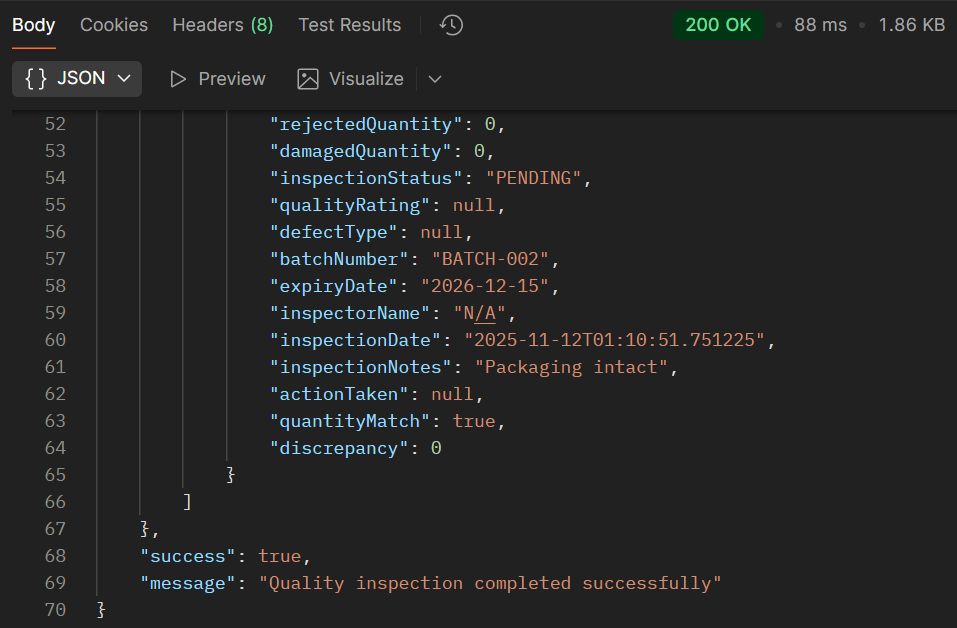 Body Cookies Headers (8) Test Results 200 OK • 88 ms • 1.86 KB
{} JSON Preview Visualize
52 "rejectedQuantity": 0,
53 "damagedQuantity": 0,
54 "inspectionStatus": "PENDING",
55 "qualityRating": null,
56 "defectType": null,
57 "batchNumber": "BATCH-002",
58 "expiryDate": "2026-12-15",
59 "inspectorName": "N/A",
60 "inspectionDate": "2025-11-12T01:10:51.751225",
61 "inspectionNotes": "Packaging intact",
62 "actionTaken": null,
63 "quantityMatch": true,
64 "discrepancy": 0
65 }
66 ]
67 },
68 "success": true,
69 "message": "Quality inspection completed successfully"
70 }